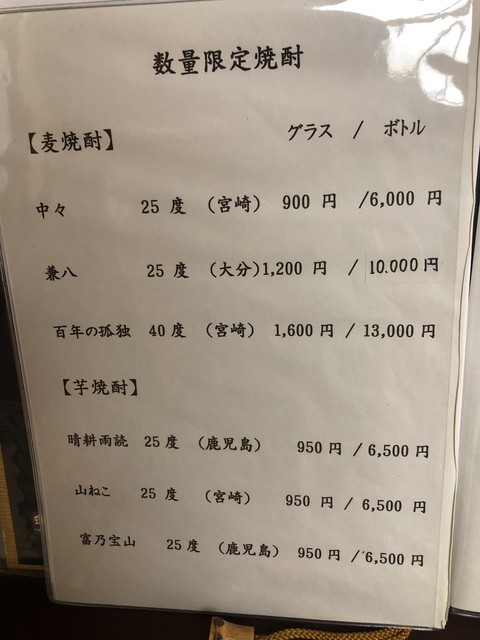 数量限定焼酎
【麦焼酎】 グラス / ボトル
中々 25 度 (宮崎) 900 円 /6,000 円
兼八 25 度 (大分)1,200 円 / 10.000円
百年の孤独 40 度 (宮崎) 1,600 円 / 13,000 円
【芋焼酎】
晴耕雨読 25 度 (鹿児島) 950 円 / 6,500 円
山ねこ 25 度 (宮崎) 950 円 / 6,500 円
富乃宝山 25 度 (鹿児島) 950 円 / 6,500 円